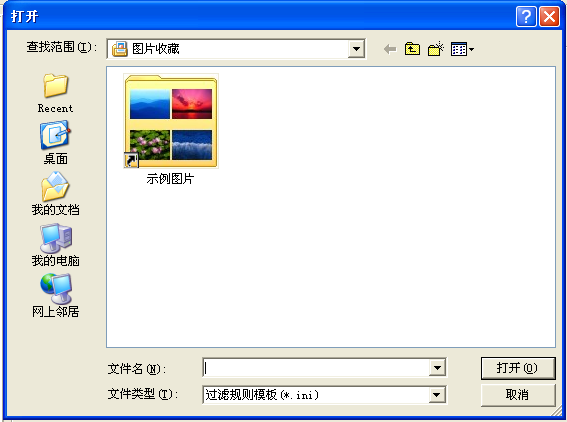 打开
查找范围(I):
图片收藏
Recent
桌面
我的文档
我的电脑
网上邻居
示例图片
文件名(N):
打开(O)
文件类型(T):
过滤规则模板(*.ini)
取消